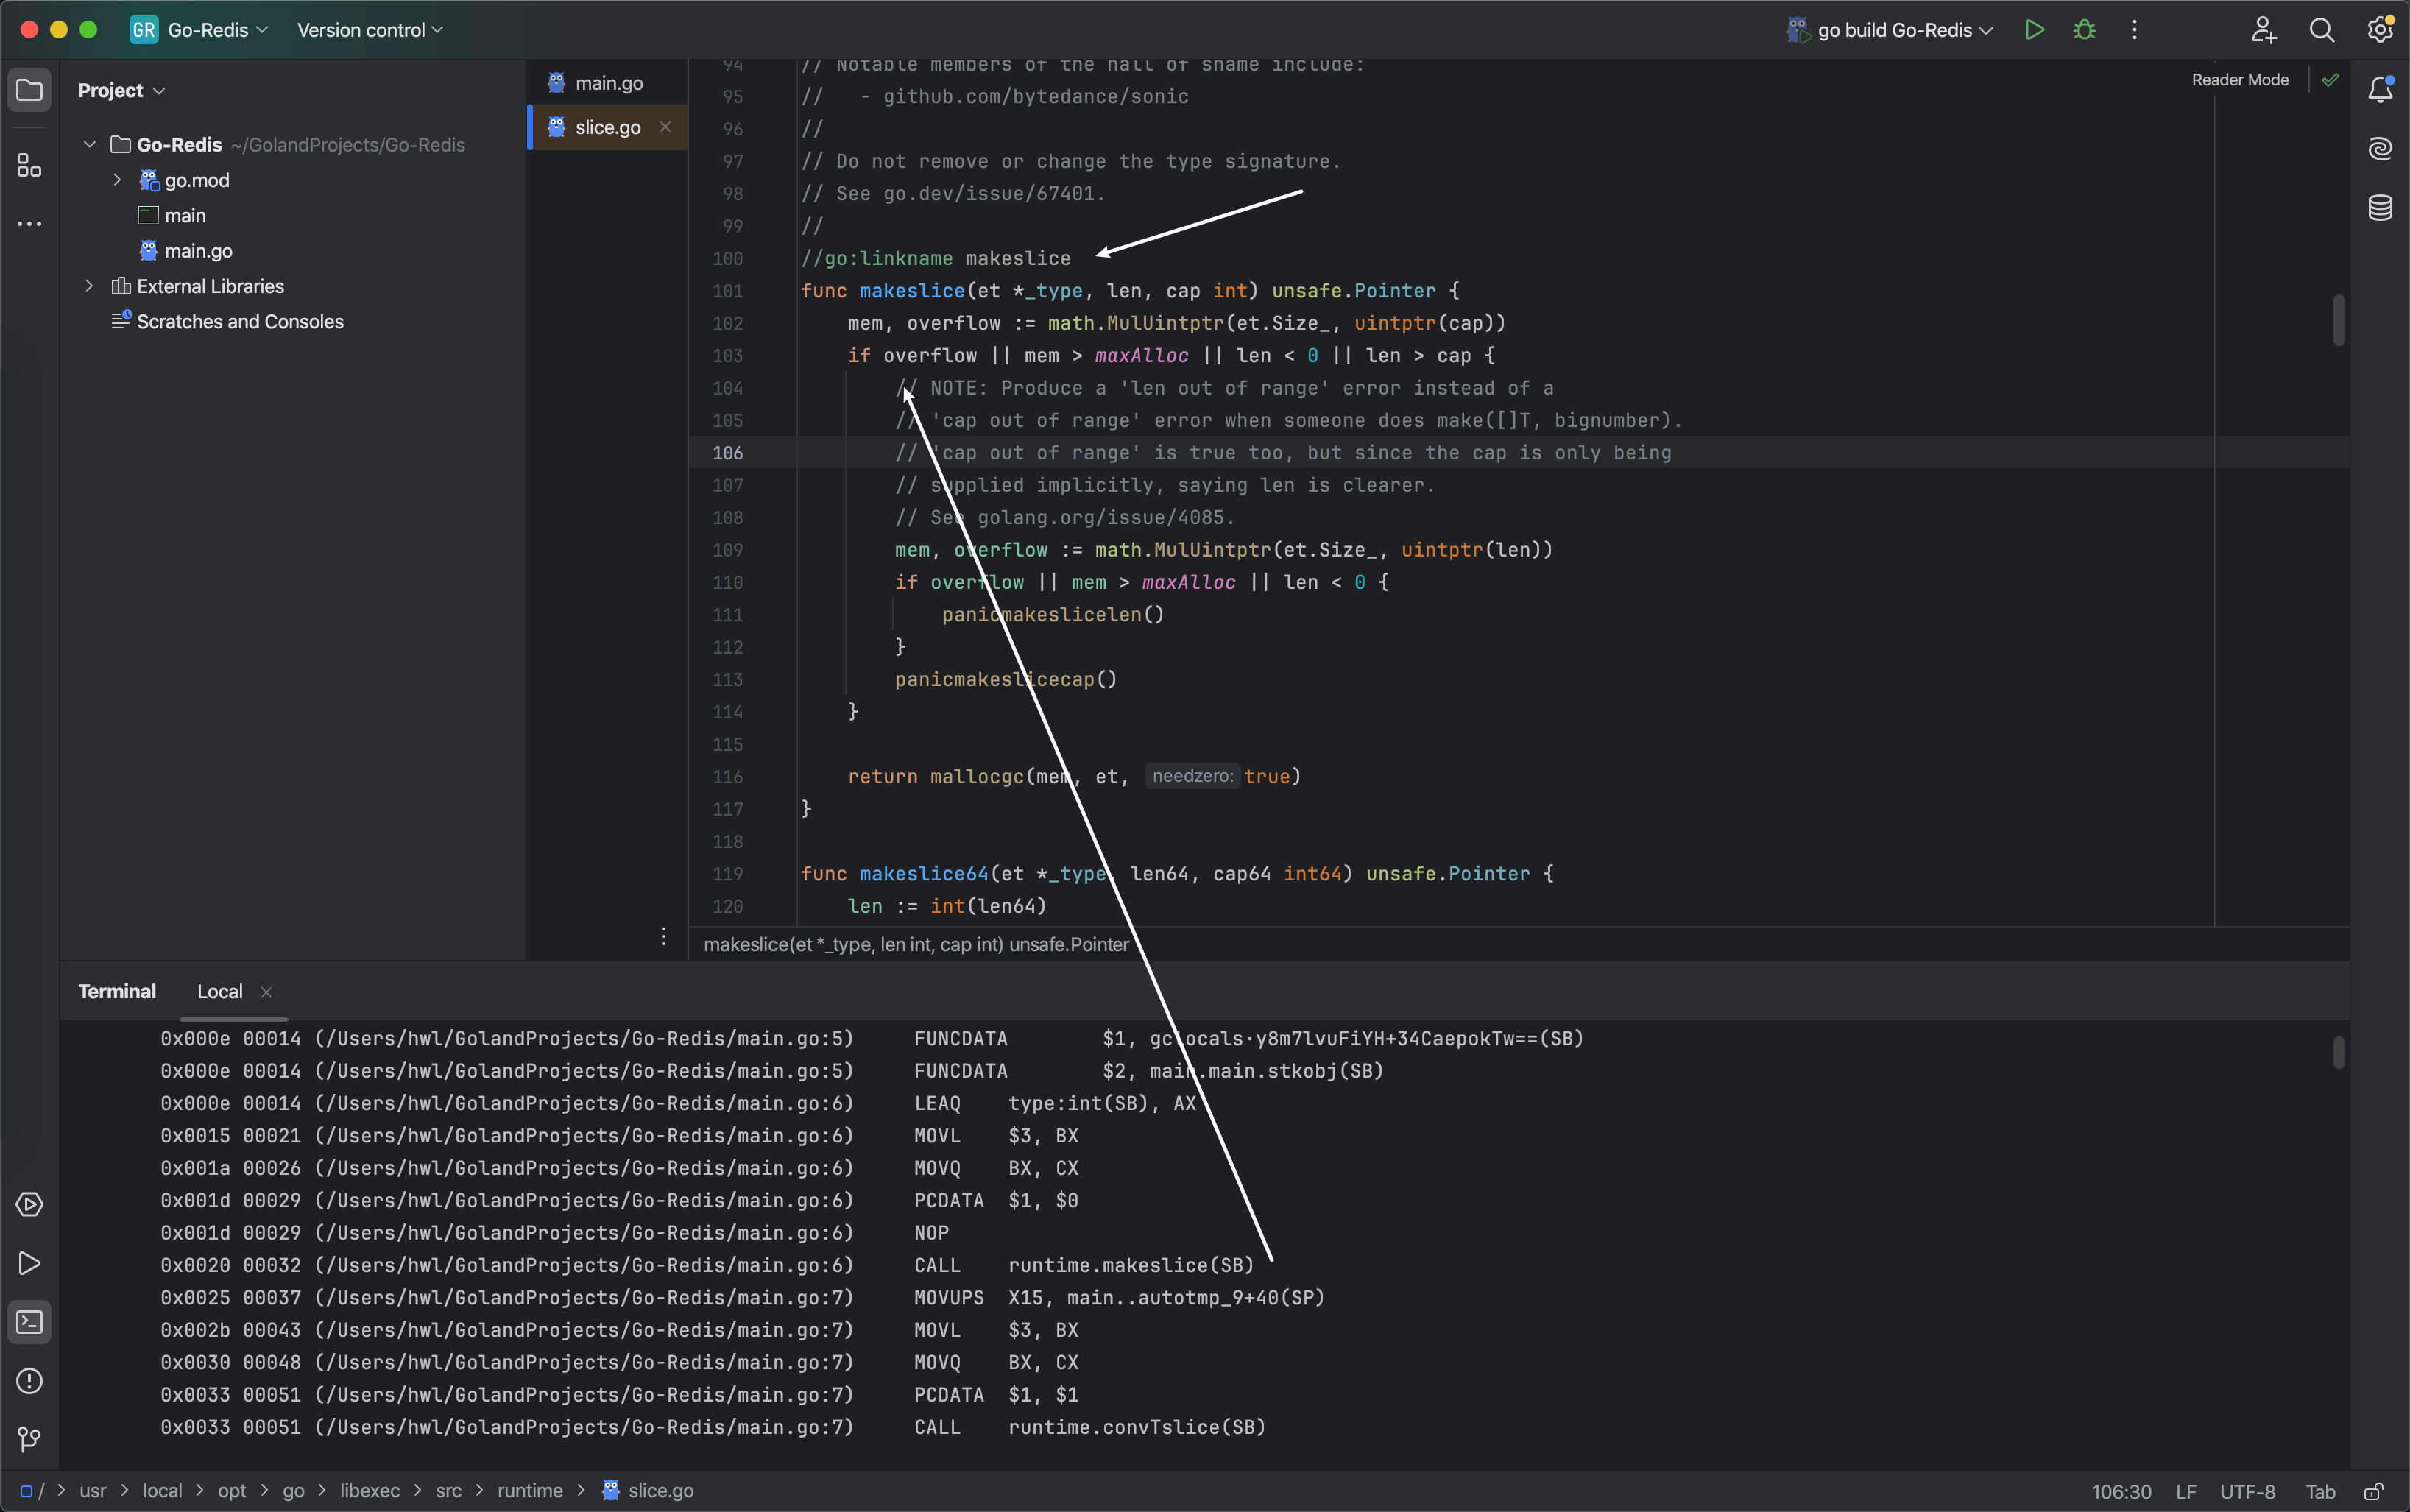 GR Go-Redis Version control go build Go-Redis
Project
Go-Redis ~/GolandProjects/Go-Redis
go.mod
main
main.go
External Libraries
Scratches and Consoles
main.go
slice.go
Reader Mode
94 // Notable members of the hall of shame include:
95 //   - github.com/bytedance/sonic
96 //
97 // Do not remove or change the type signature.
98 // See go.dev/issue/67401.
99 //
100 //go:linkname makeslice
101 func makeslice(et *_type, len, cap int) unsafe.Pointer {
102     mem, overflow := math.MulUintptr(et.Size_, uintptr(cap))
103     if overflow || mem > maxAlloc || len < 0 || len > cap {
104         // NOTE: Produce a 'len out of range' error instead of a
105         // 'cap out of range' error when someone does make([]T, bignumber).
106         // 'cap out of range' is true too, but since the cap is only being
107         // supplied implicitly, saying len is clearer.
108         // See golang.org/issue/4085.
109         mem, overflow := math.MulUintptr(et.Size_, uintptr(len))
110         if overflow || mem > maxAlloc || len < 0 {
111             panicmakeslicelen()
112         }
113         panicmakeslicecap()
114     }
115
116     return mallocgc(mem, et, needzero: true)
117 }
118
119 func makeslice64(et *_type, len64, cap64 int64) unsafe.Pointer {
120     len := int(len64)
makeslice(et *_type, len int, cap int) unsafe.Pointer
Terminal Local
0x000e 00014 (/Users/hwl/GolandProjects/Go-Redis/main.go:5) FUNCDATA $1, gclocals·y8m7lvuFiYH+34CaepokTw==(SB)
0x000e 00014 (/Users/hwl/GolandProjects/Go-Redis/main.go:5) FUNCDATA $2, main.main.stkobj(SB)
0x000e 00014 (/Users/hwl/GolandProjects/Go-Redis/main.go:6) LEAQ type:int(SB), AX
0x0015 00021 (/Users/hwl/GolandProjects/Go-Redis/main.go:6) MOVL $3, BX
0x001a 00026 (/Users/hwl/GolandProjects/Go-Redis/main.go:6) MOVQ BX, CX
0x001d 00029 (/Users/hwl/GolandProjects/Go-Redis/main.go:6) PCDATA $1, $0
0x001d 00029 (/Users/hwl/GolandProjects/Go-Redis/main.go:6) NOP
0x0020 00032 (/Users/hwl/GolandProjects/Go-Redis/main.go:6) CALL runtime.makeslice(SB)
0x0025 00037 (/Users/hwl/GolandProjects/Go-Redis/main.go:7) MOVUPS X15, main..autotmp_9+40(SP)
0x002b 00043 (/Users/hwl/GolandProjects/Go-Redis/main.go:7) MOVL $3, BX
0x0030 00048 (/Users/hwl/GolandProjects/Go-Redis/main.go:7) MOVQ BX, CX
0x0033 00051 (/Users/hwl/GolandProjects/Go-Redis/main.go:7) PCDATA $1, $1
0x0033 00051 (/Users/hwl/GolandProjects/Go-Redis/main.go:7) CALL runtime.convTslice(SB)
/ > usr > local > opt > go > libexec > src > runtime > slice.go 106:30 LF UTF-8 Tab